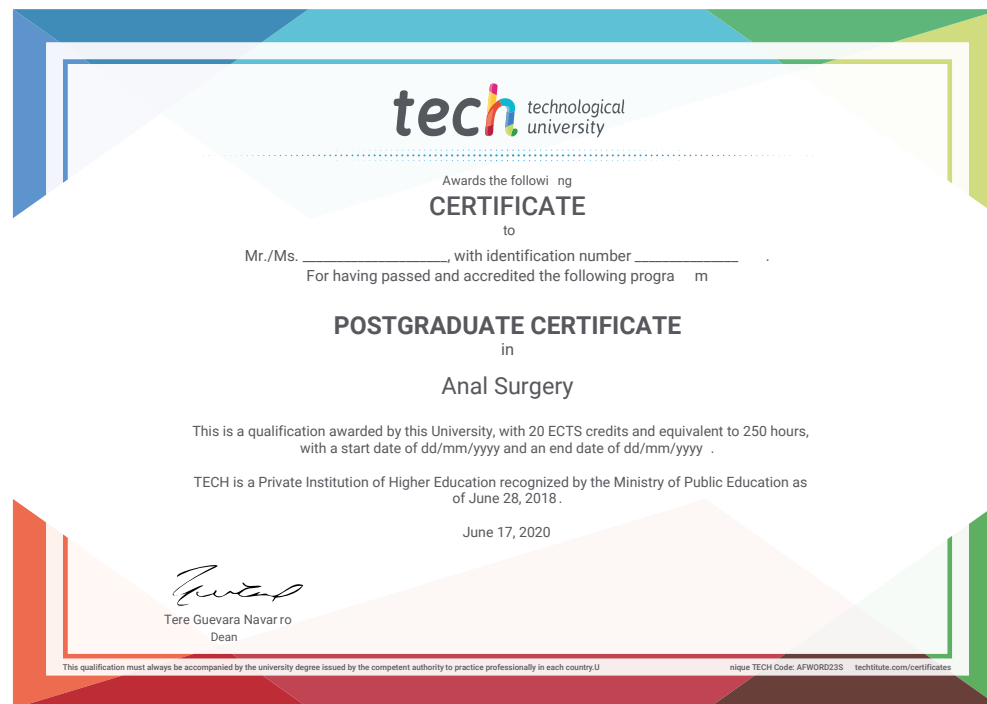 tech technological
university
Awards the followi ng
CERTIFICATE
to
Mr./Ms. _____________________, with identification number _______________ .
For having passed and accredited the following progra m
POSTGRADUATE CERTIFICATE
in
Anal Surgery
This is a qualification awarded by this University, with 20 ECTS credits and equivalent to 250 hours,
with a start date of dd/mm/yyyy and an end date of dd/mm/yyyy .
TECH is a Private Institution of Higher Education recognized by the Ministry of Public Education as
of June 28, 2018 .
June 17, 2020
Tere Guevara Navar ro
Dean
This qualification must always be accompanied by the university degree issued by the competent authority to practice professionally in each country.U nique TECH Code: AFWORD23S techtitute.com/certificates